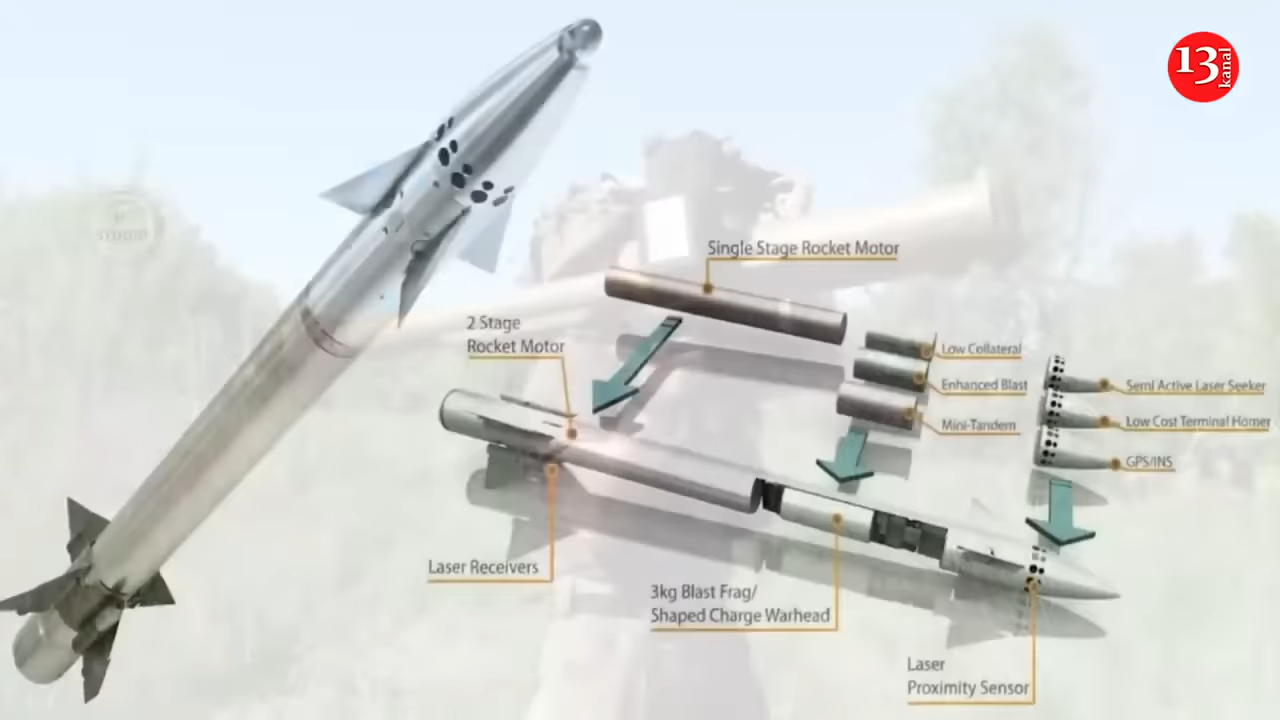 13
kanal
STUDIO
Single Stage Rocket Motor
2 Stage
Rocket Motor
Low Collateral
Enhanced Blast
Mini-Tandem
Semi Active Laser Seeker
Low Cost Terminal Homer
GPS/INS
Laser Receivers
3kg Blast Frag/
Shaped Charge Warhead
Laser
Proximity Sensor